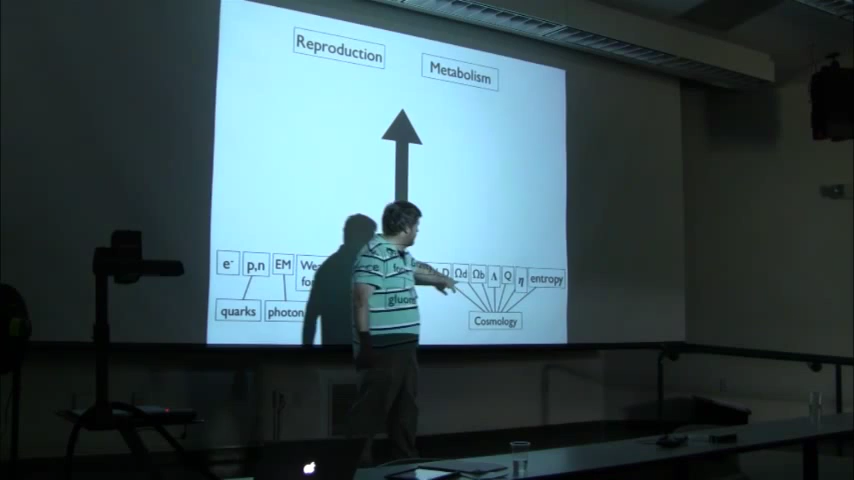 Reproduction
Metabolism
e- p,n EM Ωd Ωb Λ Q η entropy
quarks photon gluon Cosmology